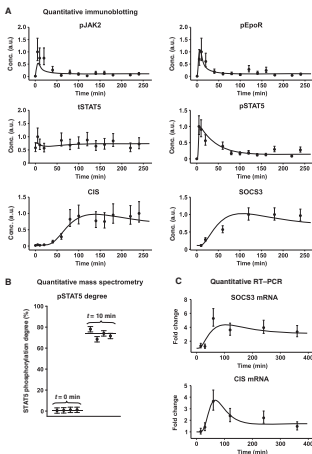 A Quantitative immunoblotting
pJAK2
Conc. (a.u.)
2.0
1.5
1.0
0.5
0.0
0 50 100 150 200 250
Time (min)
pEpoR
Conc. (a.u.)
2.0
1.5
1.0
0.5
0.0
0 50 100 150 200 250
Time (min)
tSTAT5
Conc. (a.u.)
2.0
1.5
1.0
0.5
0.0
0 50 100 150 200 250
Time (min)
pSTAT5
Conc. (a.u.)
1.5
1.0
0.5
0
0 50 100 150 200 250
Time (min)
CIS
Conc. (a.u.)
1.5
1.0
0.5
0.0
0 50 100 150 200 250
Time (min)
SOCS3
Conc. (a.u.)
1.5
1.0
0.5
0.0
0 50 100 150 200 250
Time (min)
B Quantitative mass spectrometry
pSTAT5 degree
STAT5 phosphorylation degree (%)
100
80
60
40
20
0
t = 10 min
t = 0 min
C Quantitative RT–PCR
SOCS3 mRNA
Fold change
8
6
4
2
0 100 200 300 400
Time (min)
CIS mRNA
Fold change
5
4
3
2
1
0 100 200 300 400
Time (min)